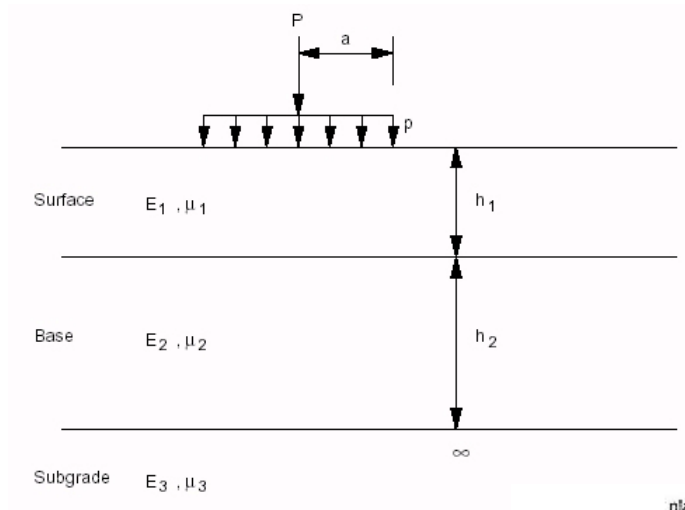 P
a
p
Surface E₁ , μ₁ h₁
Base E₂ , μ₂ h₂
∞
Subgrade E₃ , μ₃